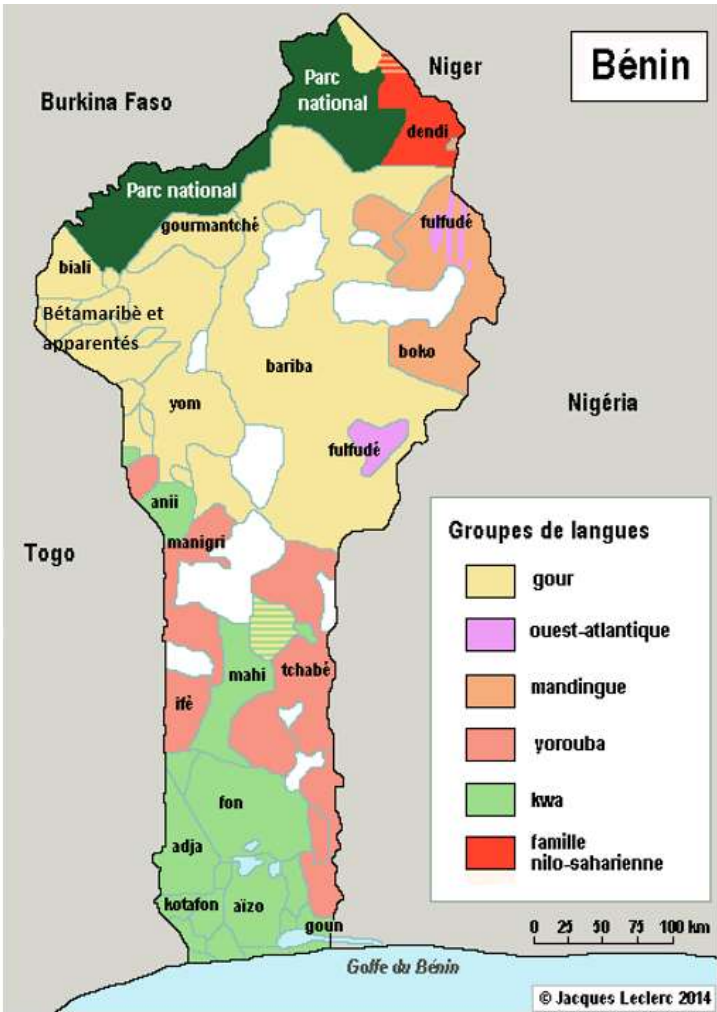 Bénin
Niger
Burkina Faso
Parc
national
dendi
Parc national
gourmantché
fulfudé
biali
Bétamaribè et
apparentés
bariba
boko
yom
Nigéria
fulfudé
anii
manigri
Togo
mahi
tchabè
ifè
fon
adja
kotafon
aïzo
goun
Groupes de langues
gour
ouest-atlantique
mandingue
yorouba
kwa
famille
nilo-saharienne
0 25 50 75 100 km
Golfe du Bénin
© Jacques Leclerc 2014